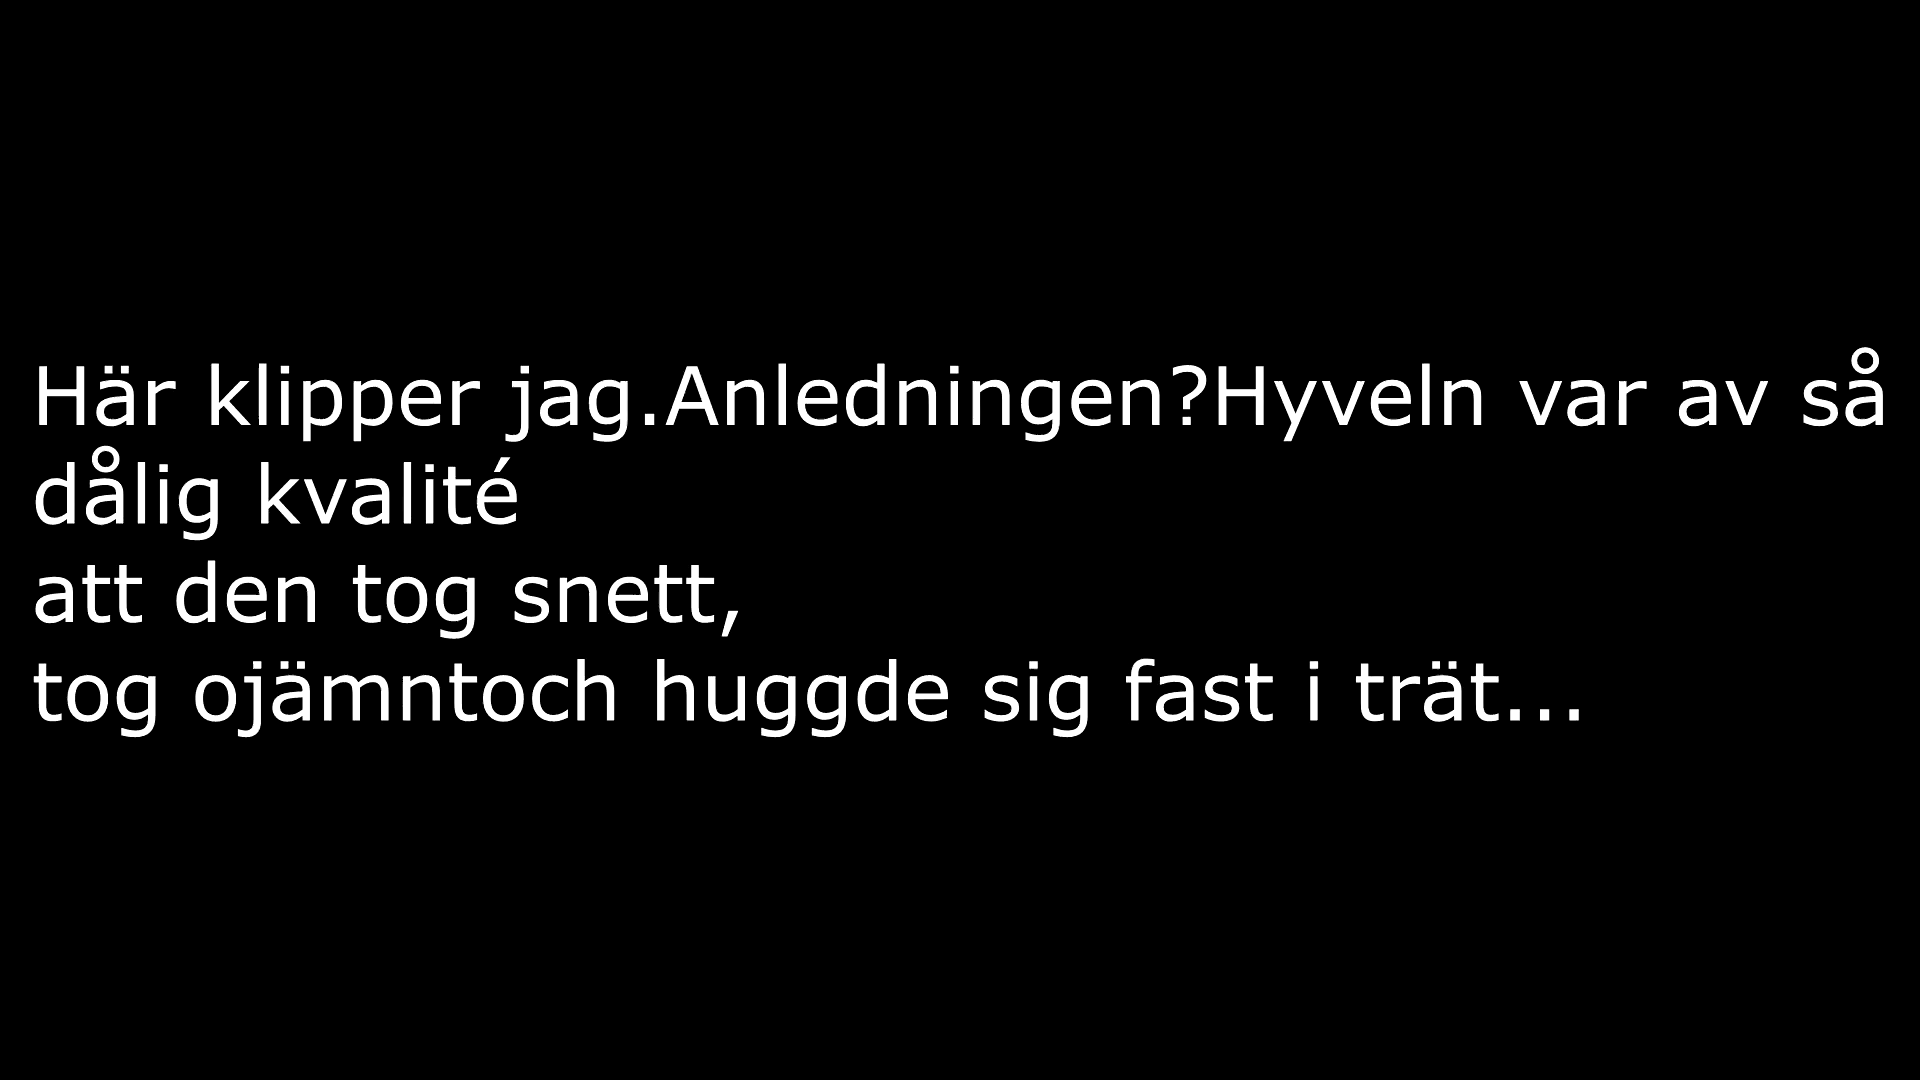 Här klipper jag.Anledningen?Hyveln var av så
dålig kvalité
att den tog snett,
tog ojämntoch huggde sig fast i trät...